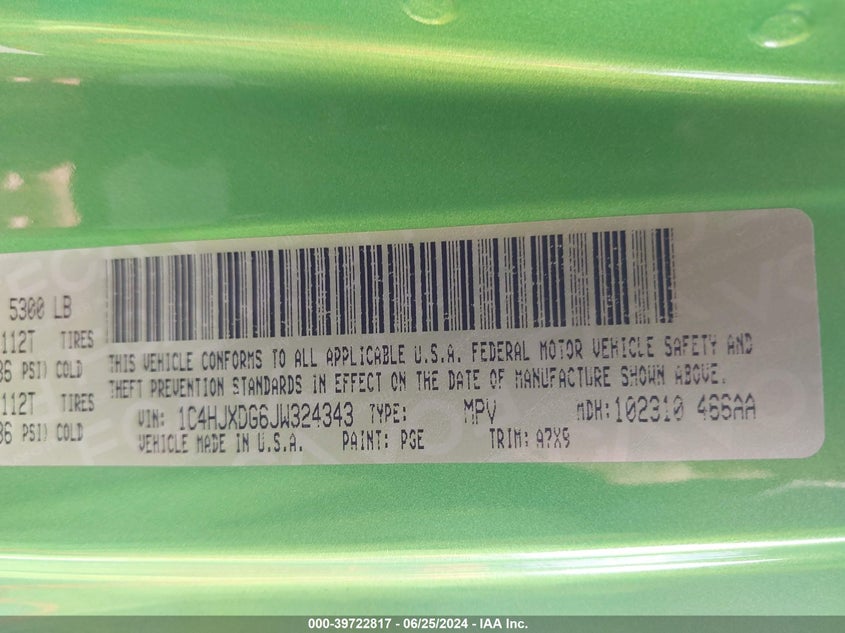 5300 LB
112T TIRES
36 PSI) COLD
112T TIRES
36 PSI) COLD
THIS VEHICLE CONFORMS TO ALL APPLICABLE U.S.A. FEDERAL MOTOR VEHICLE SAFETY AND
THEFT PREVENTION STANDARDS IN EFFECT ON THE DATE OF MANUFACTURE SHOWN ABOVE.
VIN: 1C4HJXDG6JW324343 TYPE: MPV MDH: 102310 466AA
VEHICLE MADE IN U.S.A. PAINT: PGE TRIM: A7X9
000-39722817 - 06/25/2024 - IAA Inc.